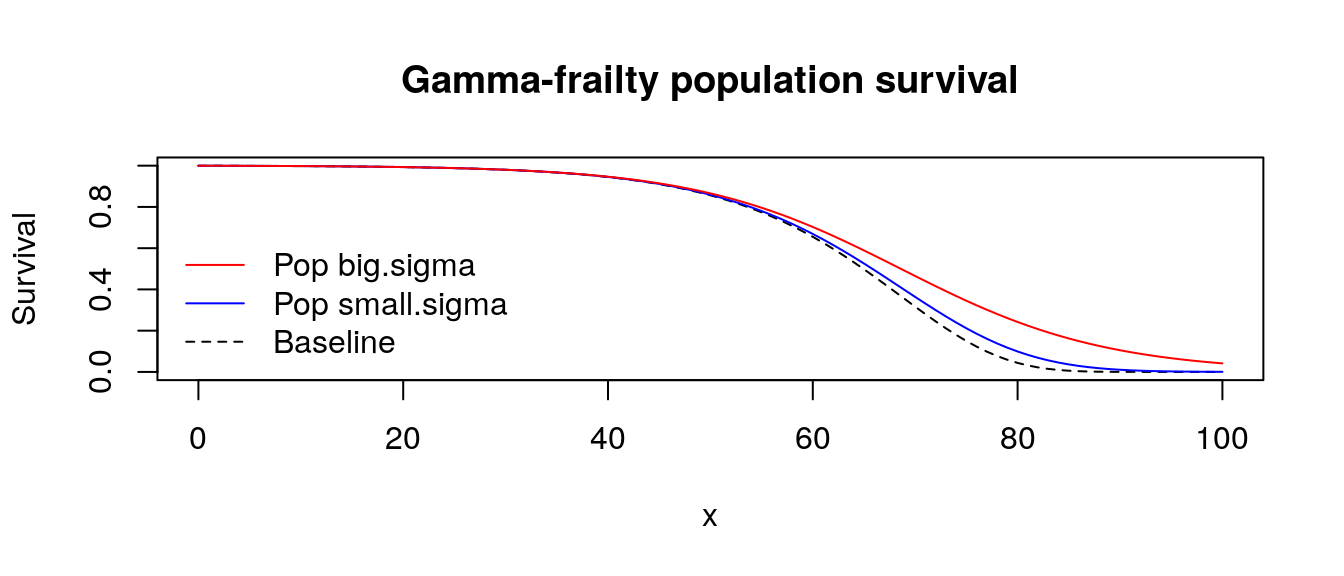 Gamma-frailty population survival
Survival
0.8
0.4
0.0
Pop big.sigma
Pop small.sigma
Baseline
0 20 40 60 80 100
x